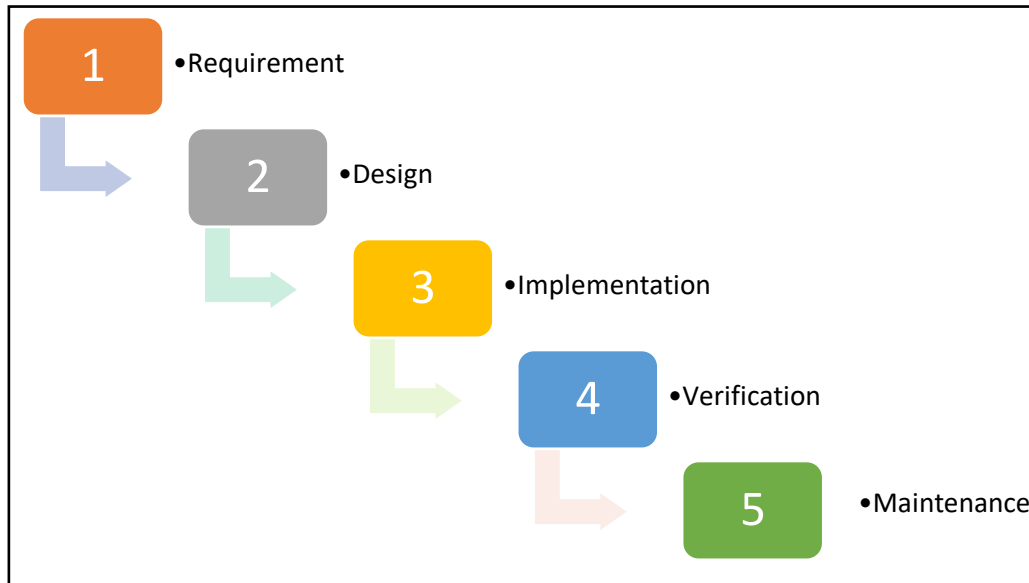 1
•Requirement
2
•Design
3
•Implementation
4
•Verification
5
•Maintenance